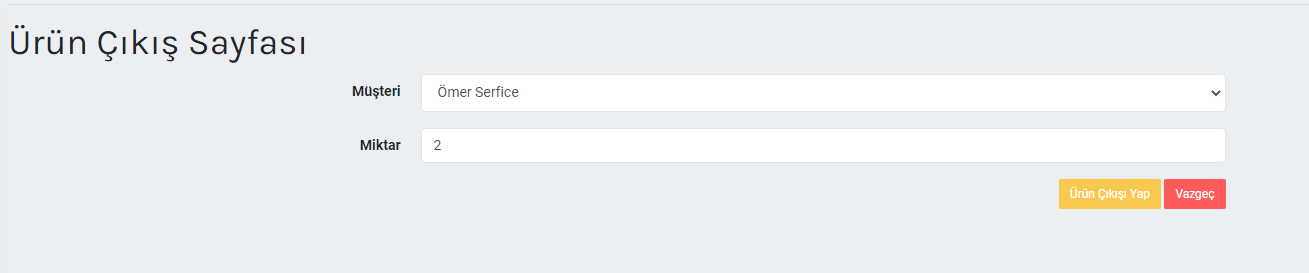 Ürün Çıkış Sayfası
Müşteri Ömer Serfice
Miktar 2
Ürün Çıkışı Yap Vazgeç